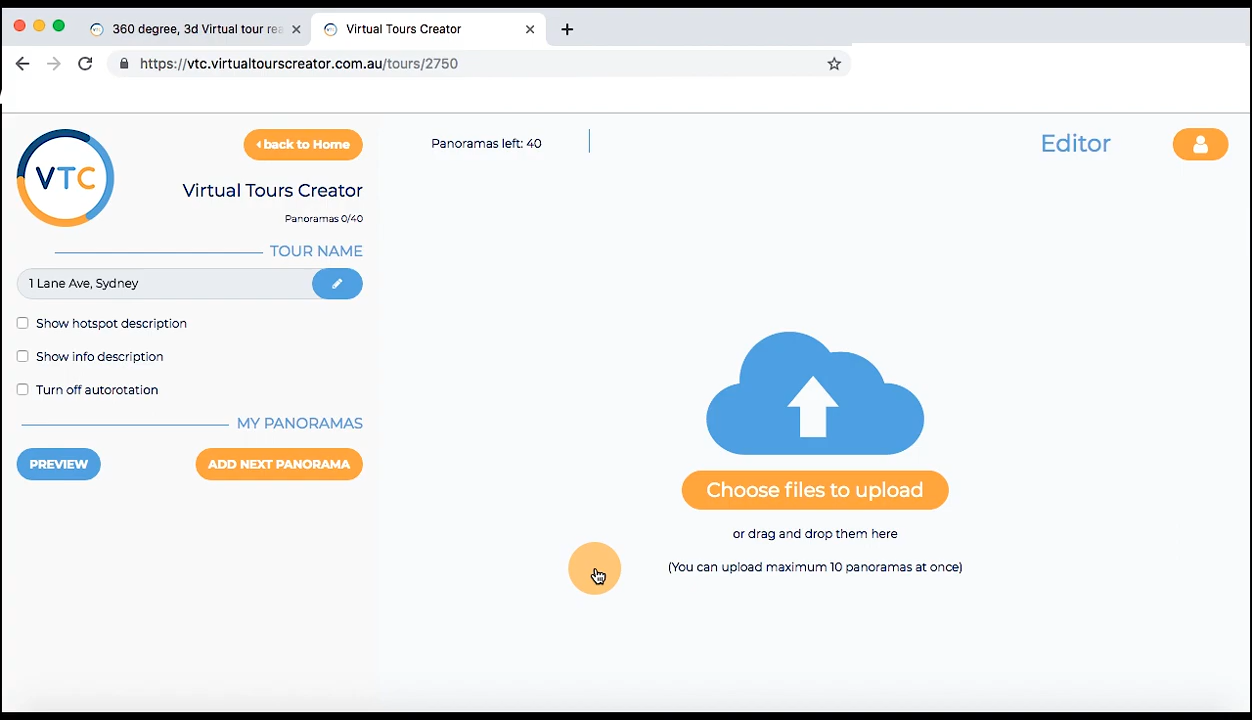 360 degree, 3d Virtual tour rea
Virtual Tours Creator
https://vtc.virtualtourscreator.com.au/tours/2750
VTC
back to Home
Virtual Tours Creator
Panoramas 0/40
TOUR NAME
1 Lane Ave, Sydney
Show hotspot description
Show info description
Turn off autorotation
MY PANORAMAS
PREVIEW
ADD NEXT PANORAMA
Panoramas left: 40
Editor
Choose files to upload
or drag and drop them here
(You can upload maximum 10 panoramas at once)